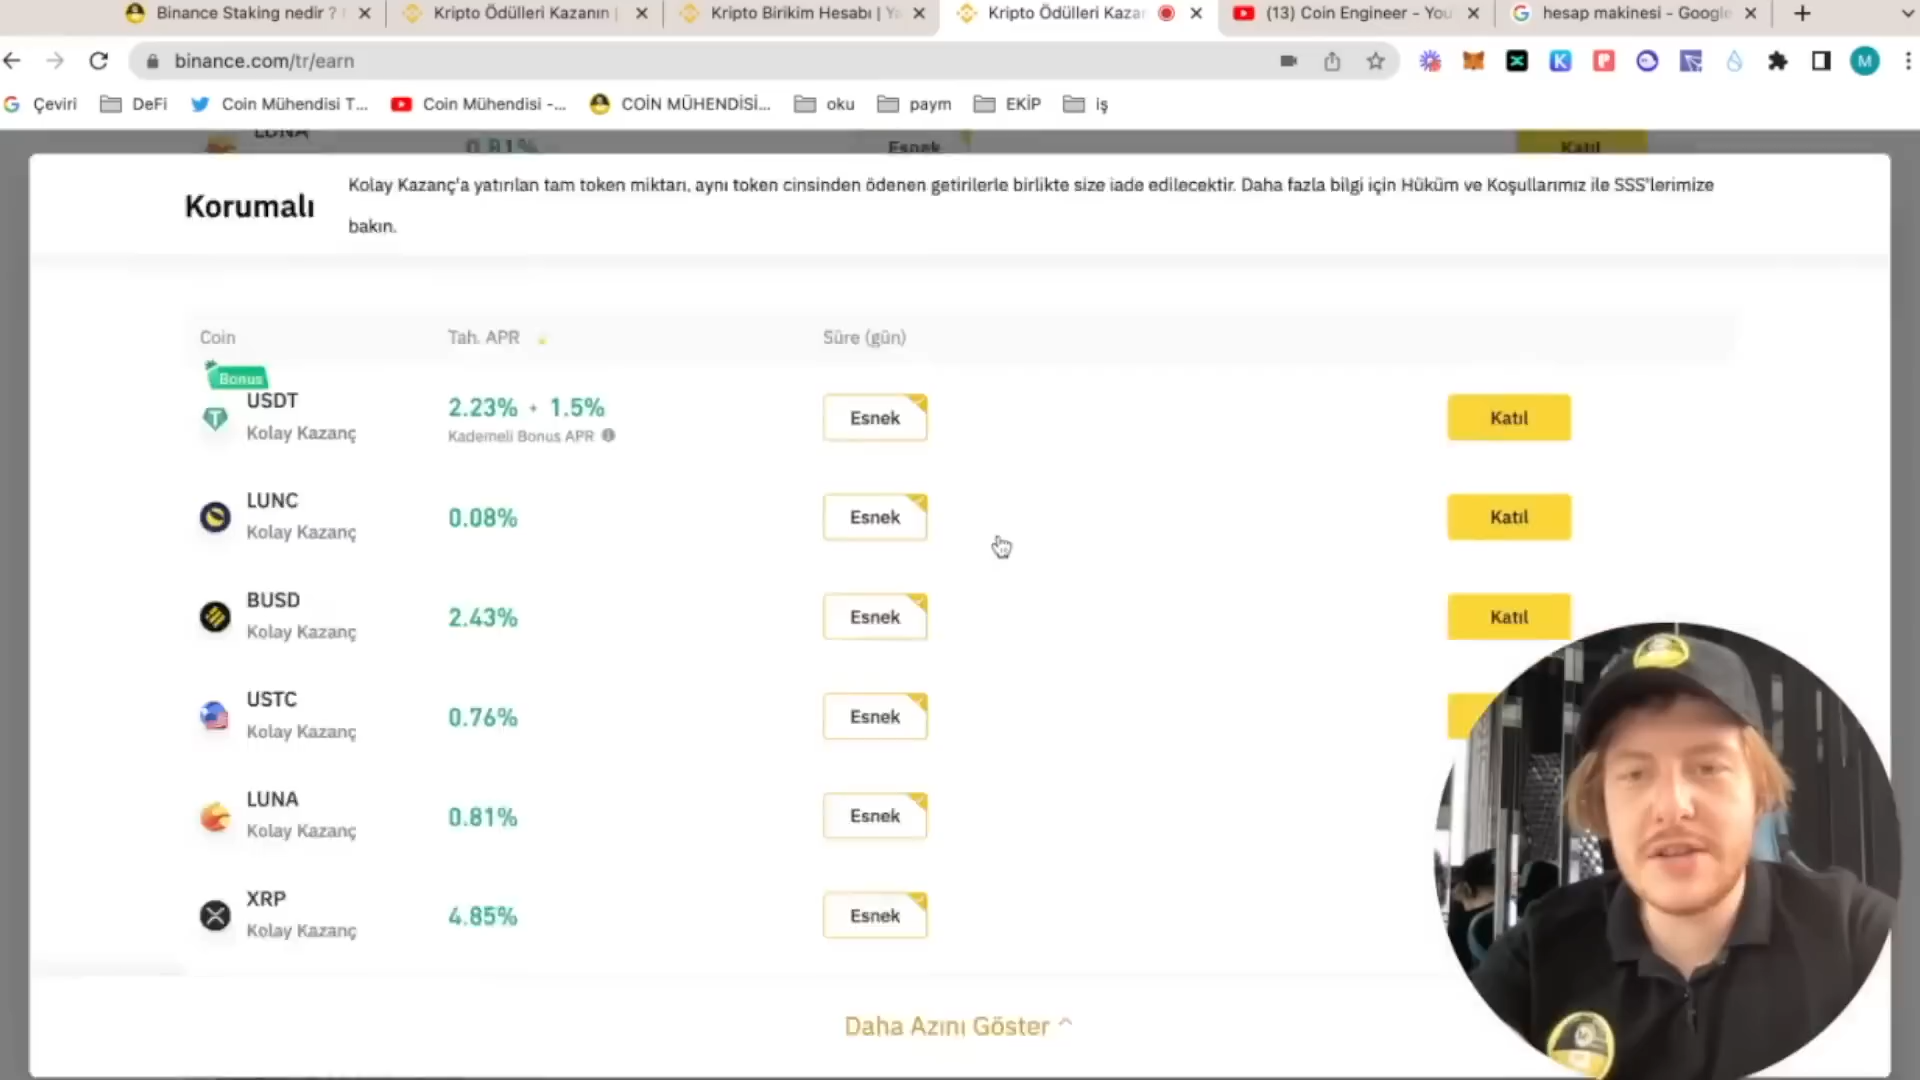 Binance Staking nedir ?
Kripto Ödülleri Kazanın |
Kripto Birikim Hesabı |
Kripto Ödülleri Kazar
(13) Coin Engineer - You
hesap makinesi - Google
binance.com/tr/earn
M
Çeviri
DeFi
Coin Mühendisi T...
Coin Mühendisi -...
COİN MÜHENDİSİ...
oku
paym
EKİP
iş
LUNA
0.81%
Esnek
Katıl
Korumalı
Kolay Kazanç'a yatırılan tam token miktarı, aynı token cinsinden ödenen getirilerle birlikte size iade edilecektir. Daha fazla bilgi için Hüküm ve Koşullarımız ile SSS'lerimize
bakın.
Coin
Tah. APR
Süre (gün)
Bonus
USDT
Kolay Kazanç
2.23% + 1.5%
Kademeli Bonus APR
Esnek
Katıl
LUNC
Kolay Kazanç
0.08%
Esnek
Katıl
BUSD
Kolay Kazanç
2.43%
Esnek
Katıl
USTC
Kolay Kazanç
0.76%
Esnek
LUNA
Kolay Kazanç
0.81%
Esnek
XRP
Kolay Kazanç
4.85%
Esnek
Daha Azını Göster